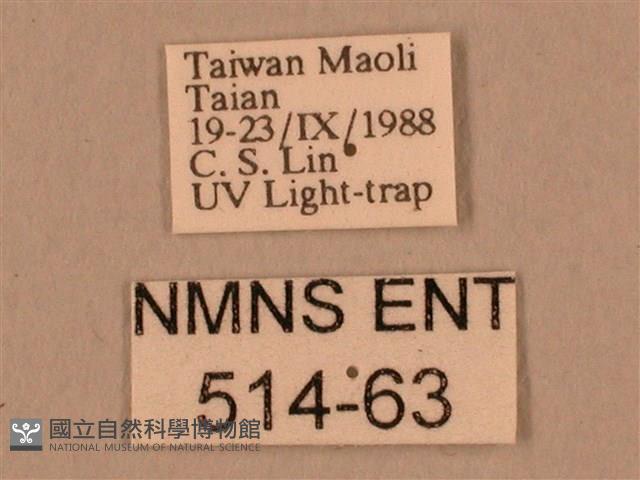 Taiwan Maoli
Taian
19-23/IX/1988
C. S. Lin
UV Light-trap
NMNS ENT
514-63
國立自然科學博物館
NATIONAL MUSEUM OF NATURAL SCIENCE